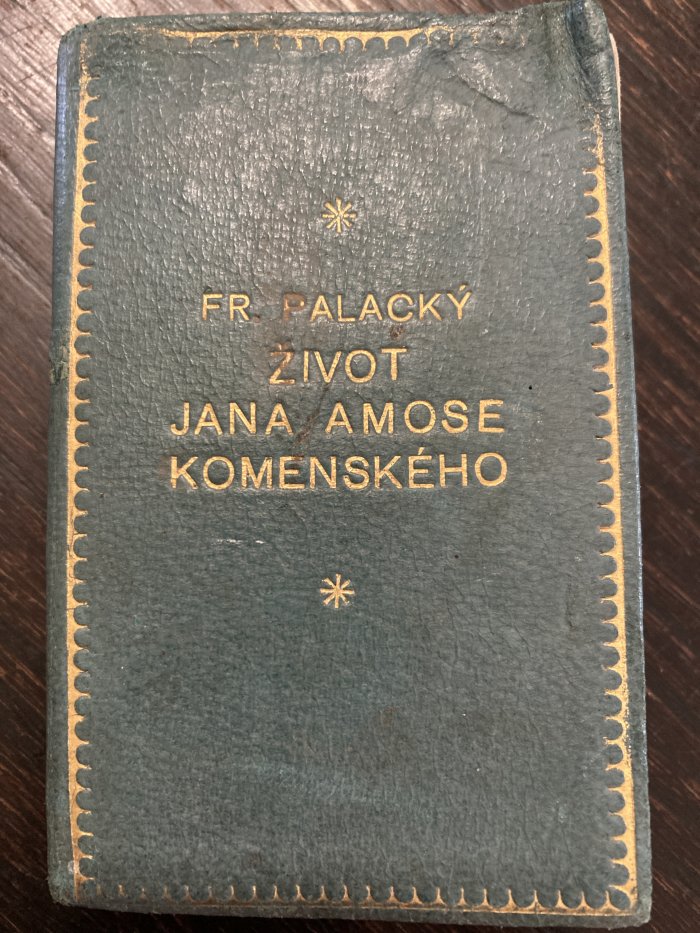 FR. PALACKÝ
ŽIVOT
JANA AMOSE
KOMENSKÉHO